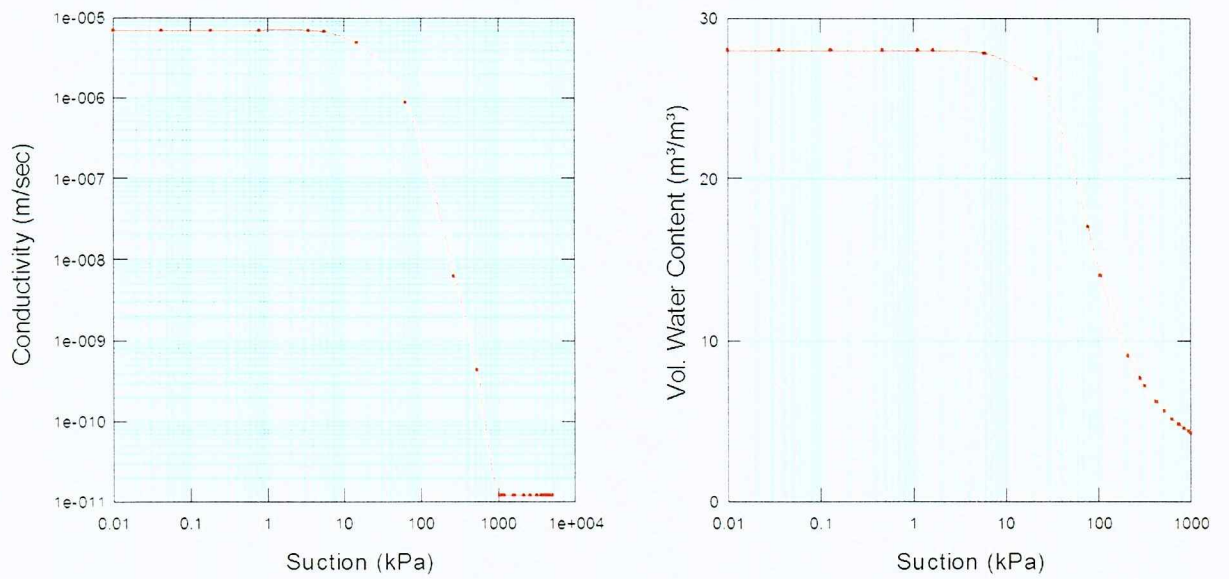 1e-005
1e-006
1e-007
1e-008
1e-009
1e-010
1e-011
Conductivity (m/sec)
0.01 0.1 1 10 100 1000 1e+004
Suction (kPa)
30
20
10
0
Vol. Water Content (m³/m³)
0.01 0.1 1 10 100 1000
Suction (kPa)